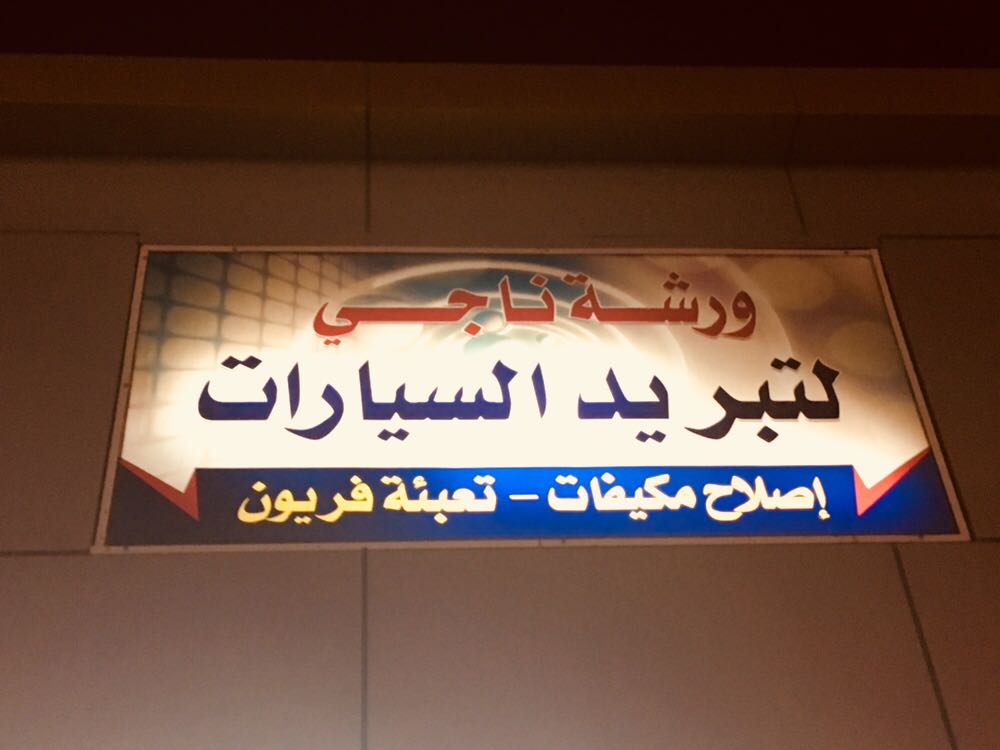 ورشة ناجي
لتبريد السيارات
إصلاح مكيفات - تعبئة فريون